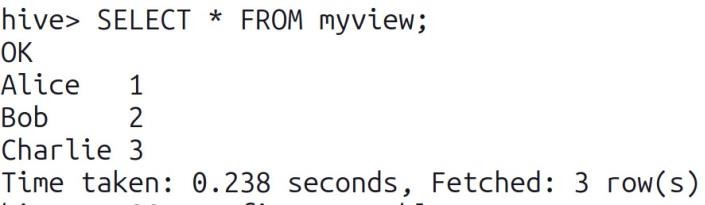 hive> SELECT * FROM myview;
OK
Alice   1
Bob     2
Charlie 3
Time taken: 0.238 seconds, Fetched: 3 row(s)